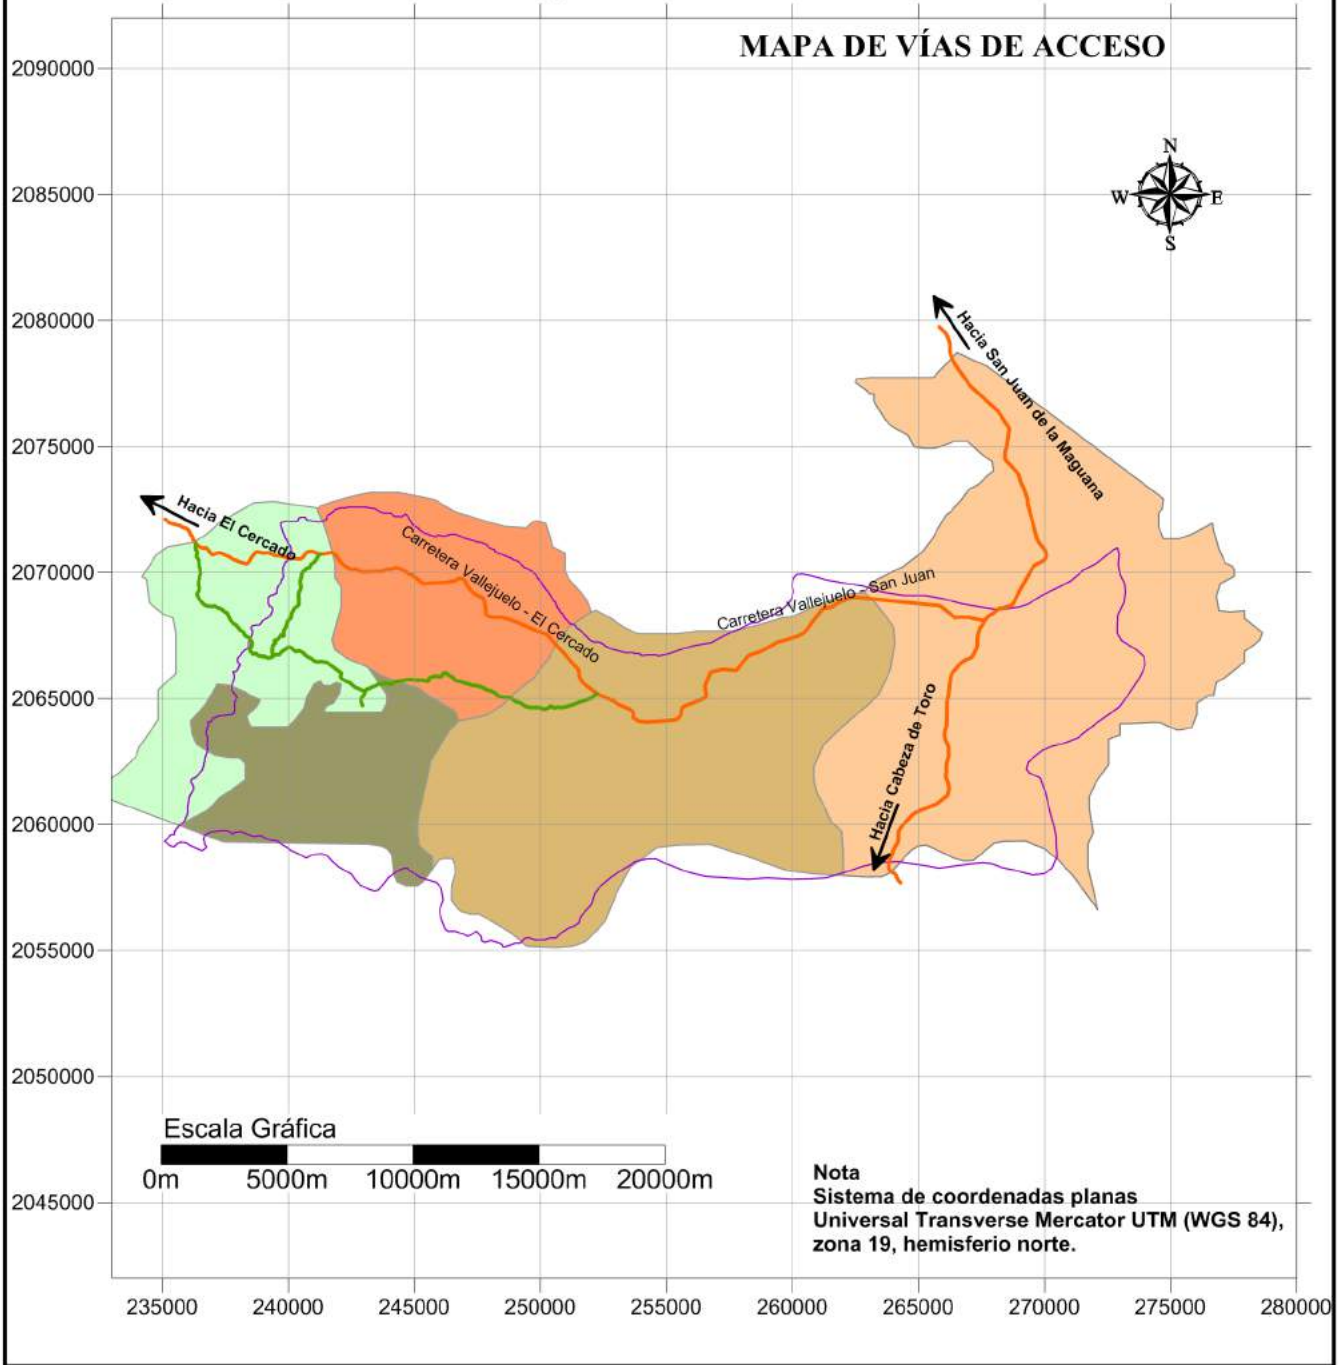 MAPA DE VÍAS DE ACCESO
2090000
N
2085000
W
E
S
2080000
Hacia San Juan de la Maguana
2075000
Hacia El Cercado
Carretera Vallejuelo - El Cercado
2070000
Carretera Vallejuelo - San Juan
2065000
Hacia Cabeza de Toro
2060000
2055000
2050000
Escala Gráfica
0m 5000m 10000m 15000m 20000m
2045000
Nota
Sistema de coordenadas planas
Universal Transverse Mercator UTM (WGS 84),
zona 19, hemisferio norte.
235000 240000 245000 250000 255000 260000 265000 270000 275000 280000